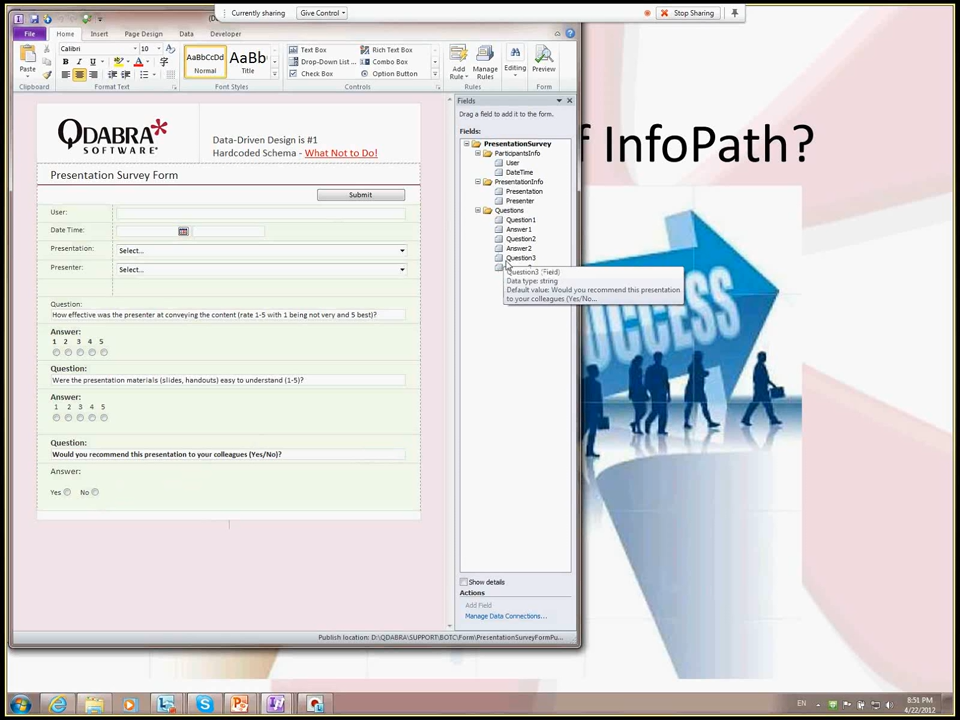 Currently sharing
Give Control
Stop Sharing
File
Home
Insert
Page Design
Data
Developer
Calibri
10
AaBbCcDd
AaBb
Normal
Title
Paste
Text Box
Rich Text Box
Drop-Down List ...
Combo Box
Check Box
Option Button
Add
Rule
Manage
Rules
Editing
Preview
Clipboard
Format Text
Font Styles
Controls
Rules
Form
QDABRA
SOFTWARE
Data-Driven Design is #1
Hardcoded Schema - What Not to Do!
Presentation Survey Form
Submit
User:
Date Time:
Presentation:
Select...
Presenter:
Select...
Question:
How effective was the presenter at conveying the content (rate 1-5 with 1 being not very and 5 best)?
Answer:
1 2 3 4 5
Question:
Were the presentation materials (slides, handouts) easy to understand (1-5)?
Answer:
1 2 3 4 5
Question:
Would you recommend this presentation to your colleagues (Yes/No)?
Answer:
Yes No
Fields
Drag a field to add it to the form.
Fields:
PresentationSurvey
ParticipantsInfo
User
DateTime
PresentationInfo
Presentation
Presenter
Questions
Question1
Answer1
Question2
Answer2
Question3
Question3 (Field)
Data type: string
Default value: Would you recommend this presentation
to your colleagues (Yes/No...
Show details
Actions
Add Field
Manage Data Connections...
Publish location: D:\QDABRA\SUPPORT\BOTC\Form\PresentationSurveyFormPu...
f InfoPath?
SUCCESS
EN
8:51 PM
4/22/2012